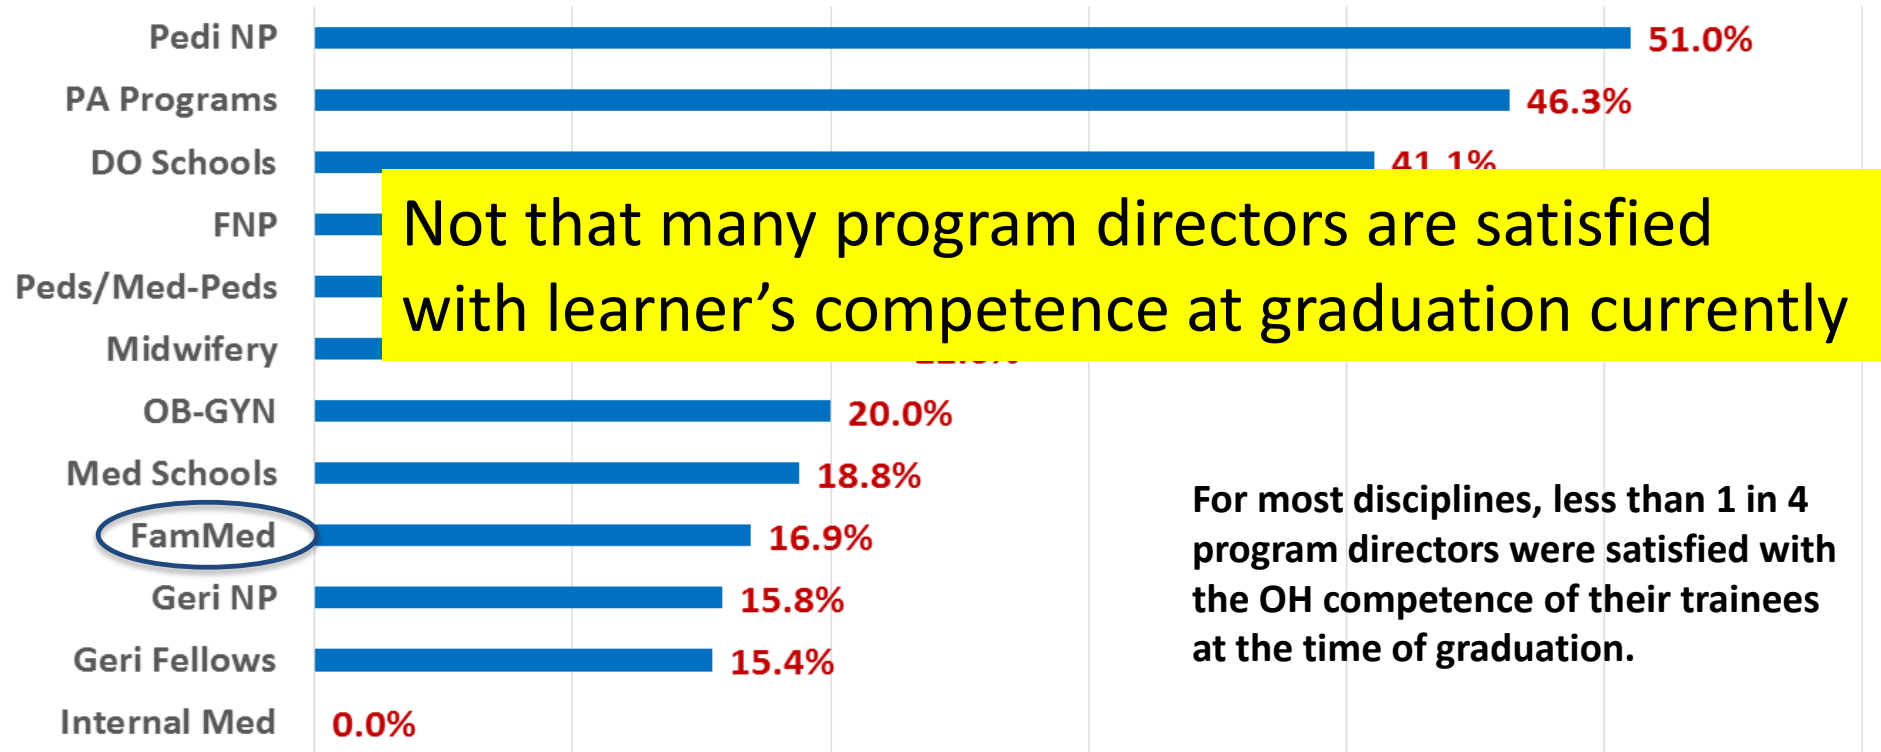 Pedi NP 51.0%
PA Programs 46.3%
DO Schools 41.1%
FNP
Peds/Med-Peds
Midwifery
Not that many program directors are satisfied
with learner’s competence at graduation currently
OB-GYN 20.0%
Med Schools 18.8%
FamMed 16.9%
Geri NP 15.8%
Geri Fellows 15.4%
Internal Med 0.0%
For most disciplines, less than 1 in 4
program directors were satisfied with
the OH competence of their trainees
at the time of graduation.